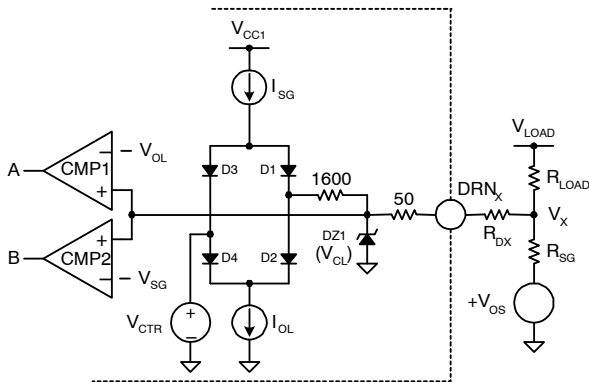 V_CC1
I_SG
V_LOAD
− V_OL
− CMP1 +
A
D3
D1
1600
50
DRN_X
R_LOAD
V_X
R_DX
+ CMP2 −
B
V_SG
D4
D2
DZ1
(V_CL)
R_SG
V_CTR
+
−
I_OL
+V_OS